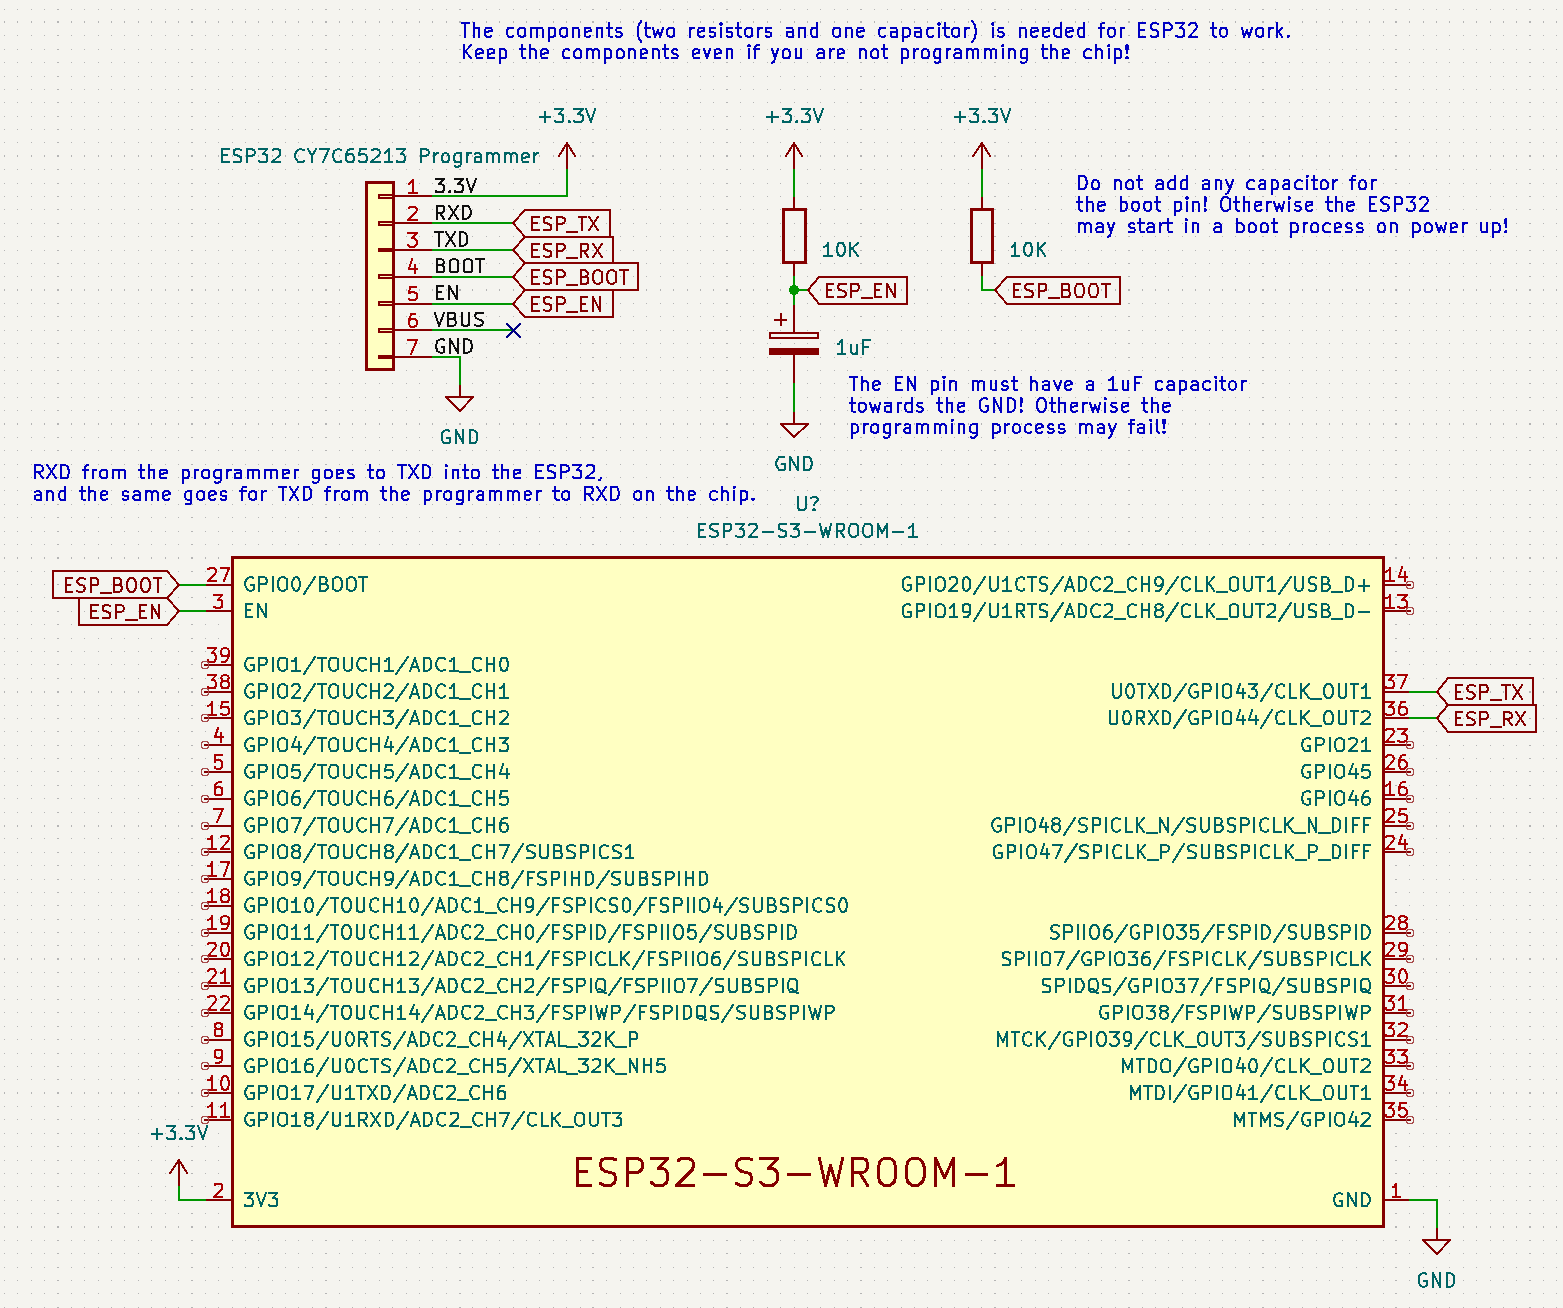 The components (two resistors and one capacitor) is needed for ESP32 to work.
Keep the components even if you are not programming the chip!
+3.3V
+3.3V
+3.3V
ESP32 CY7C65213 Programmer
1 3.3V
2 RXD ESP_TX
3 TXD ESP_RX
4 BOOT ESP_BOOT
5 EN ESP_EN
6 VBUS
7 GND
GND
10K
ESP_EN
+
1uF
GND
10K
ESP_BOOT
Do not add any capacitor for
the boot pin! Otherwise the ESP32
may start in a boot process on power up!
The EN pin must have a 1uF capacitor
towards the GND! Otherwise the
programming process may fail!
RXD from the programmer goes to TXD into the ESP32,
and the same goes for TXD from the programmer to RXD on the chip.
U?
ESP32-S3-WROOM-1
ESP_BOOT 27 GPIO0/BOOT
ESP_EN 3 EN
39 GPIO1/TOUCH1/ADC1_CH0
38 GPIO2/TOUCH2/ADC1_CH1
15 GPIO3/TOUCH3/ADC1_CH2
4 GPIO4/TOUCH4/ADC1_CH3
5 GPIO5/TOUCH5/ADC1_CH4
6 GPIO6/TOUCH6/ADC1_CH5
7 GPIO7/TOUCH7/ADC1_CH6
12 GPIO8/TOUCH8/ADC1_CH7/SUBSPICS1
17 GPIO9/TOUCH9/ADC1_CH8/FSPIHD/SUBSPIHD
18 GPIO10/TOUCH10/ADC1_CH9/FSPICS0/FSPIIO4/SUBSPICS0
19 GPIO11/TOUCH11/ADC2_CH0/FSPID/FSPIIO5/SUBSPID
20 GPIO12/TOUCH12/ADC2_CH1/FSPICLK/FSPIIO6/SUBSPICLK
21 GPIO13/TOUCH13/ADC2_CH2/FSPIQ/FSPIIO7/SUBSPIQ
22 GPIO14/TOUCH14/ADC2_CH3/FSPIWP/FSPIDQS/SUBSPIWP
8 GPIO15/U0RTS/ADC2_CH4/XTAL_32K_P
9 GPIO16/U0CTS/ADC2_CH5/XTAL_32K_NH5
10 GPIO17/U1TXD/ADC2_CH6
11 GPIO18/U1RXD/ADC2_CH7/CLK_OUT3
+3.3V
2 3V3
GPIO20/U1CTS/ADC2_CH9/CLK_OUT1/USB_D+ 14
GPIO19/U1RTS/ADC2_CH8/CLK_OUT2/USB_D- 13
U0TXD/GPIO43/CLK_OUT1 37 ESP_TX
U0RXD/GPIO44/CLK_OUT2 36 ESP_RX
GPIO21 23
GPIO45 26
GPIO46 16
GPIO48/SPICLK_N/SUBSPICLK_N_DIFF 25
GPIO47/SPICLK_P/SUBSPICLK_P_DIFF 24
SPIIO6/GPIO35/FSPID/SUBSPID 28
SPIIO7/GPIO36/FSPICLK/SUBSPICLK 29
SPIDQS/GPIO37/FSPIQ/SUBSPIQ 30
GPIO38/FSPIWP/SUBSPIWP 31
MTCK/GPIO39/CLK_OUT3/SUBSPICS1 32
MTDO/GPIO40/CLK_OUT2 33
MTDI/GPIO41/CLK_OUT1 34
MTMS/GPIO42 35
ESP32-S3-WROOM-1
GND 1
GND